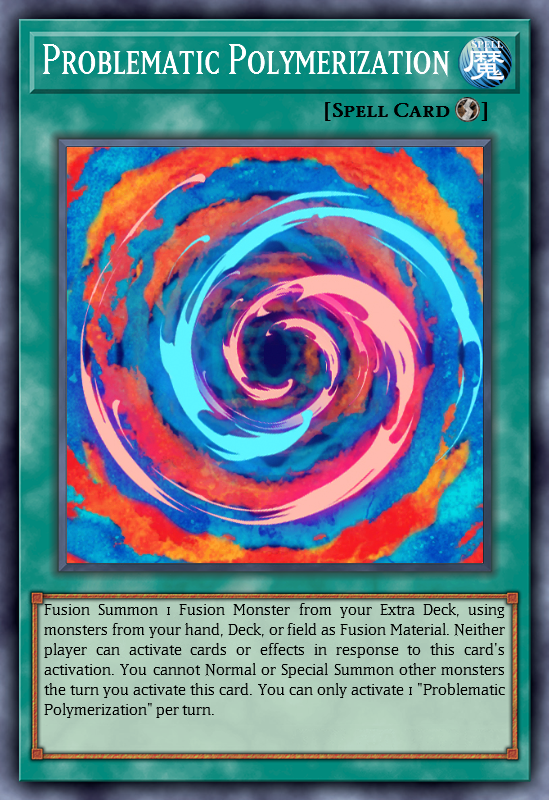 Problematic Polymerization
SPELL
魔
[Spell Card]
Fusion Summon 1 Fusion Monster from your Extra Deck, using
monsters from your hand, Deck, or field as Fusion Material. Neither
player can activate cards or effects in response to this card's
activation. You cannot Normal or Special Summon other monsters
the turn you activate this card. You can only activate 1 "Problematic
Polymerization" per turn.